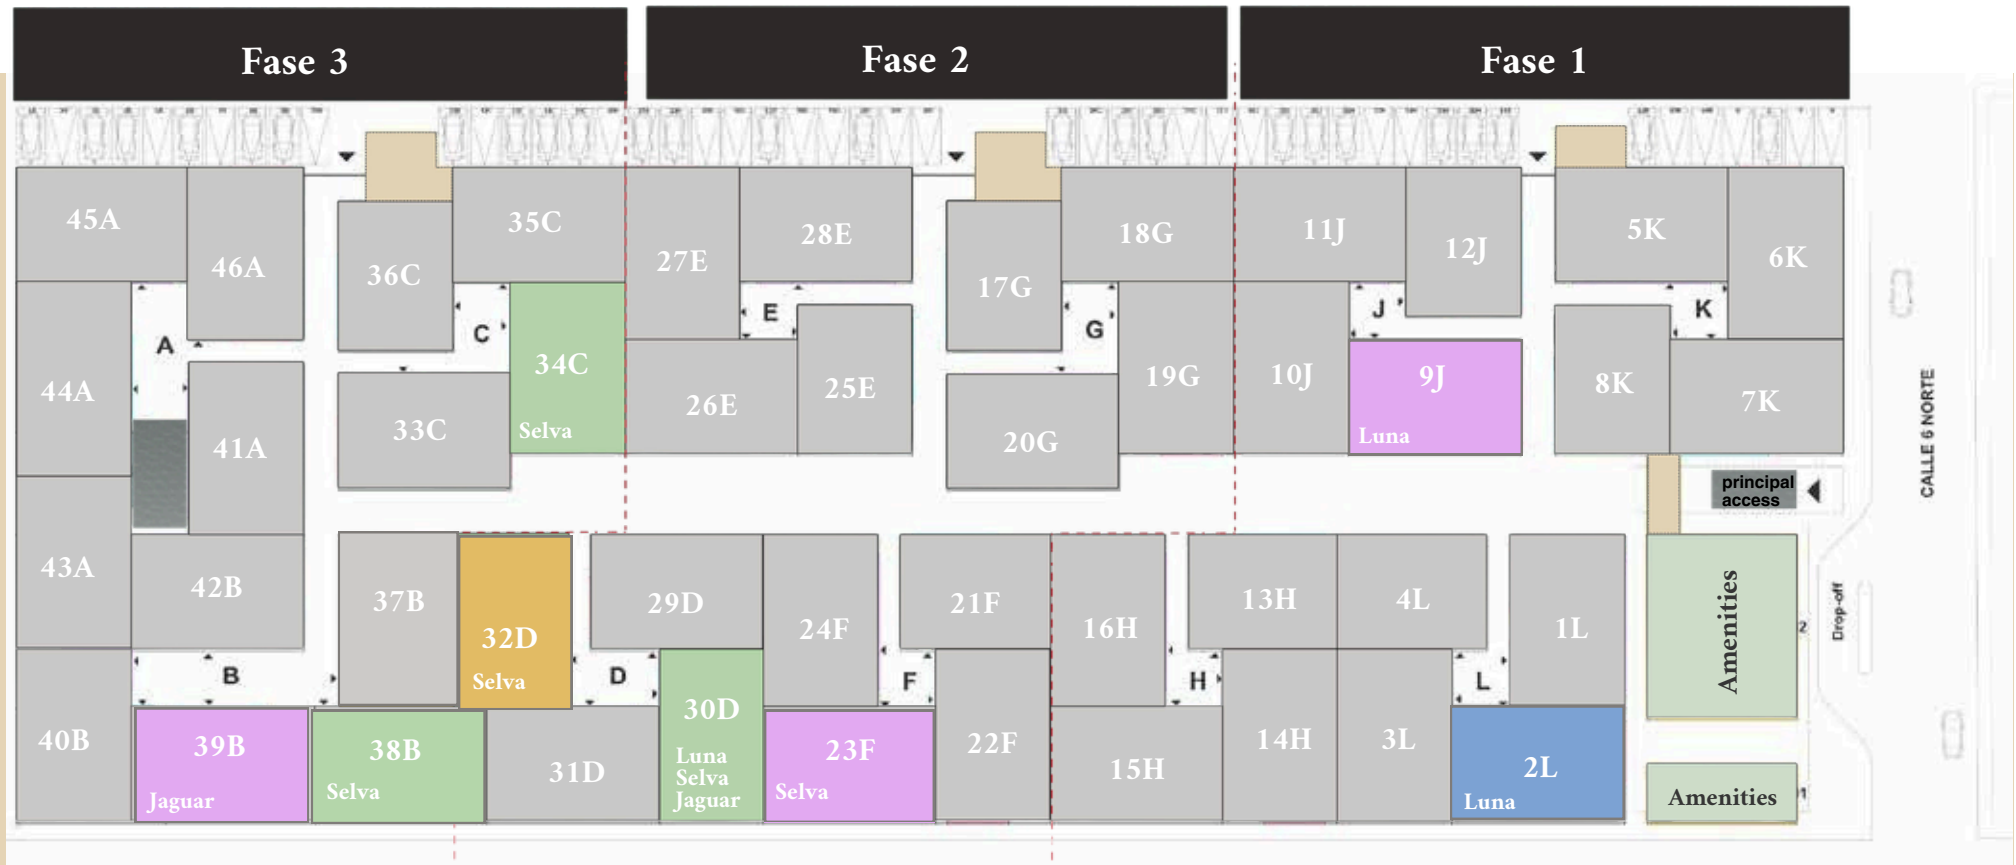 Fase 3
Fase 2
Fase 1
45A
46A
36C
35C
27E
28E
17G
18G
11J
12J
5K
6K
44A
A
41A
C
34C
Selva
33C
E
26E
25E
G
19G
20G
10J
J
9J
Luna
K
8K
7K
CALLE 6 NORTE
principal
access
43A
42B
37B
32D
Selva
29D
24F
21F
16H
13H
4L
1L
Amenities
2
Drop-off
B
D
F
H
L
40B
39B
Jaguar
38B
Selva
31D
30D
Luna
Selva
Jaguar
23F
Selva
22F
15H
14H
3L
2L
Luna
Amenities
1